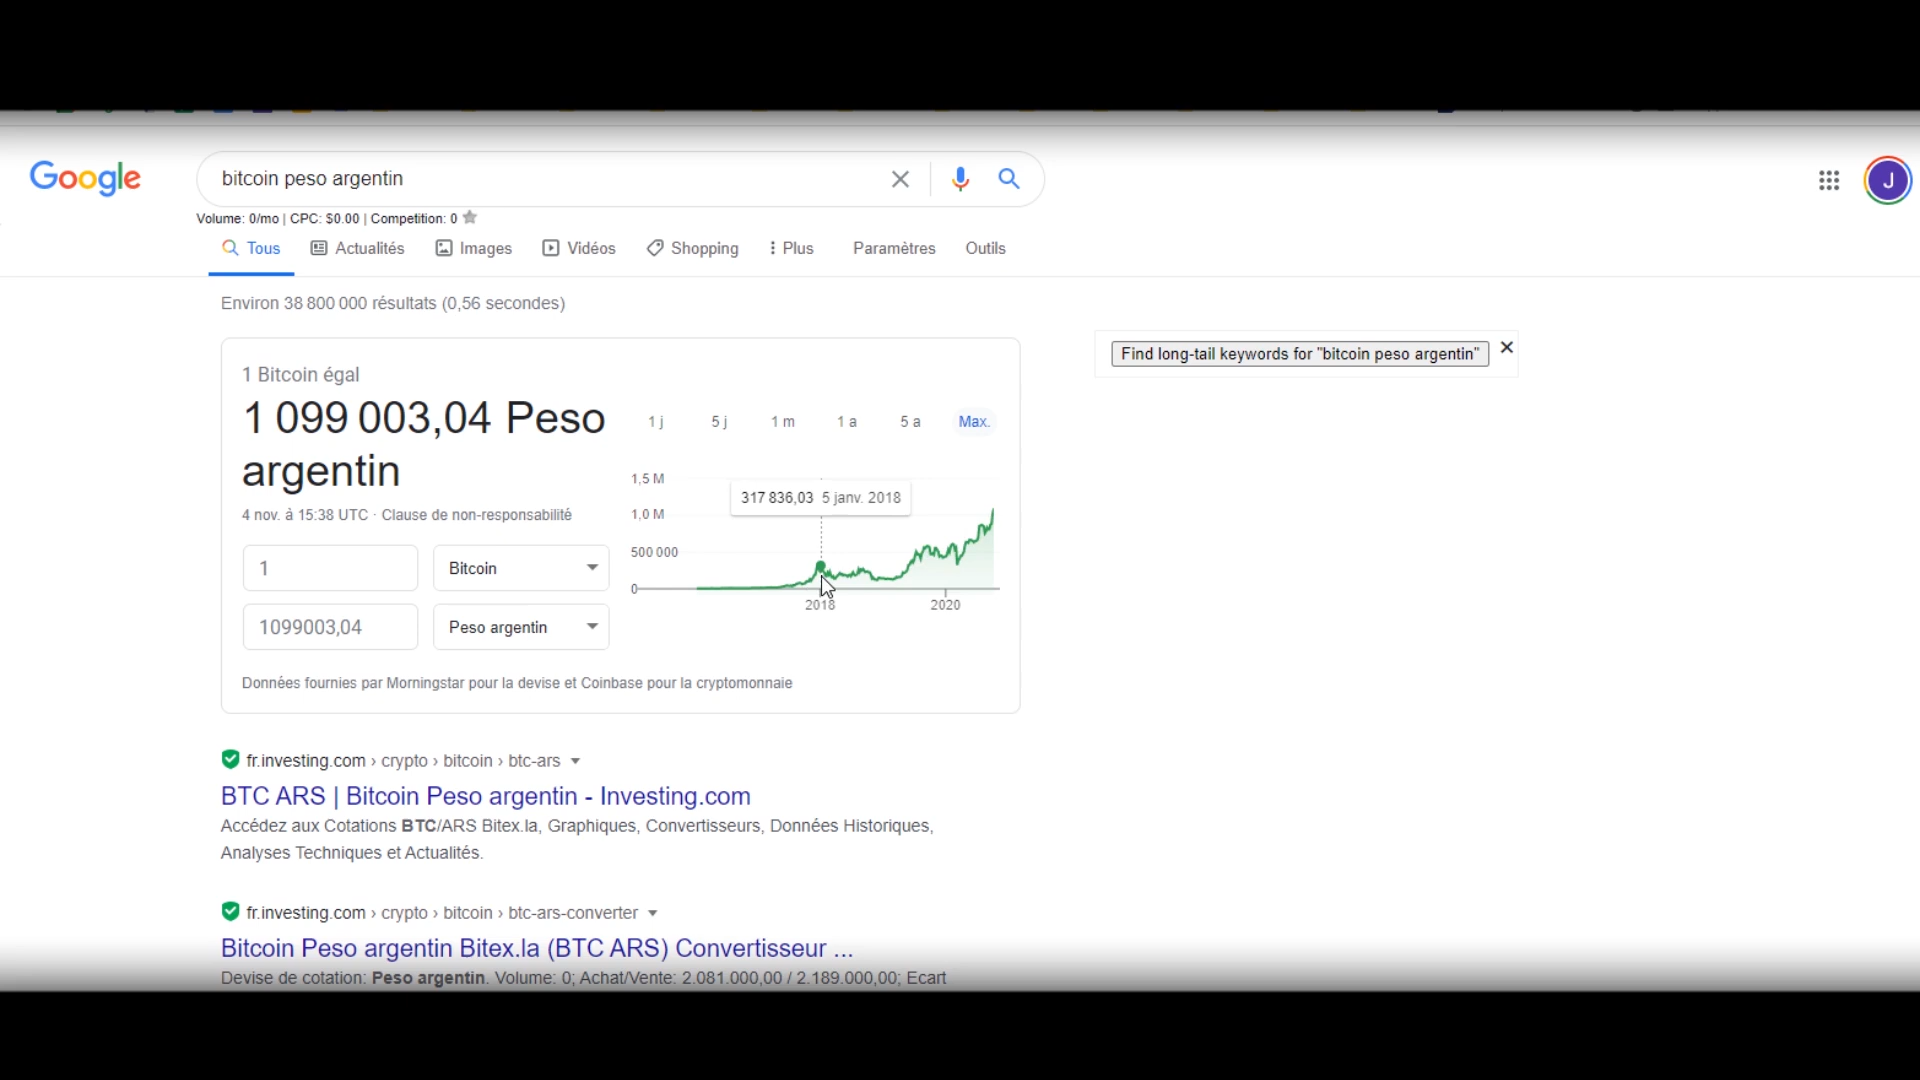 Google
bitcoin peso argentin
J
Volume: 0/mo | CPC: $0.00 | Competition: 0
Tous
Actualités
Images
Vidéos
Shopping
Plus
Paramètres
Outils
Environ 38 800 000 résultats (0,56 secondes)
Find long-tail keywords for "bitcoin peso argentin"
1 Bitcoin égal
1 099 003,04 Peso
argentin
4 nov. à 15:38 UTC · Clause de non-responsabilité
1 Bitcoin
1099003,04 Peso argentin
1 j 5 j 1 m 1 a 5 a Max.
1,5 M
317 836,03 5 janv. 2018
1,0 M
500 000
0
2018 2020
Données fournies par Morningstar pour la devise et Coinbase pour la cryptomonnaie
fr.investing.com › crypto › bitcoin › btc-ars
BTC ARS | Bitcoin Peso argentin - Investing.com
Accédez aux Cotations BTC/ARS Bitex.la, Graphiques, Convertisseurs, Données Historiques,
Analyses Techniques et Actualités.
fr.investing.com › crypto › bitcoin › btc-ars-converter
Bitcoin Peso argentin Bitex.la (BTC ARS) Convertisseur ...
Devise de cotation: Peso argentin. Volume: 0; Achat/Vente: 2.081.000,00 / 2.189.000,00; Ecart